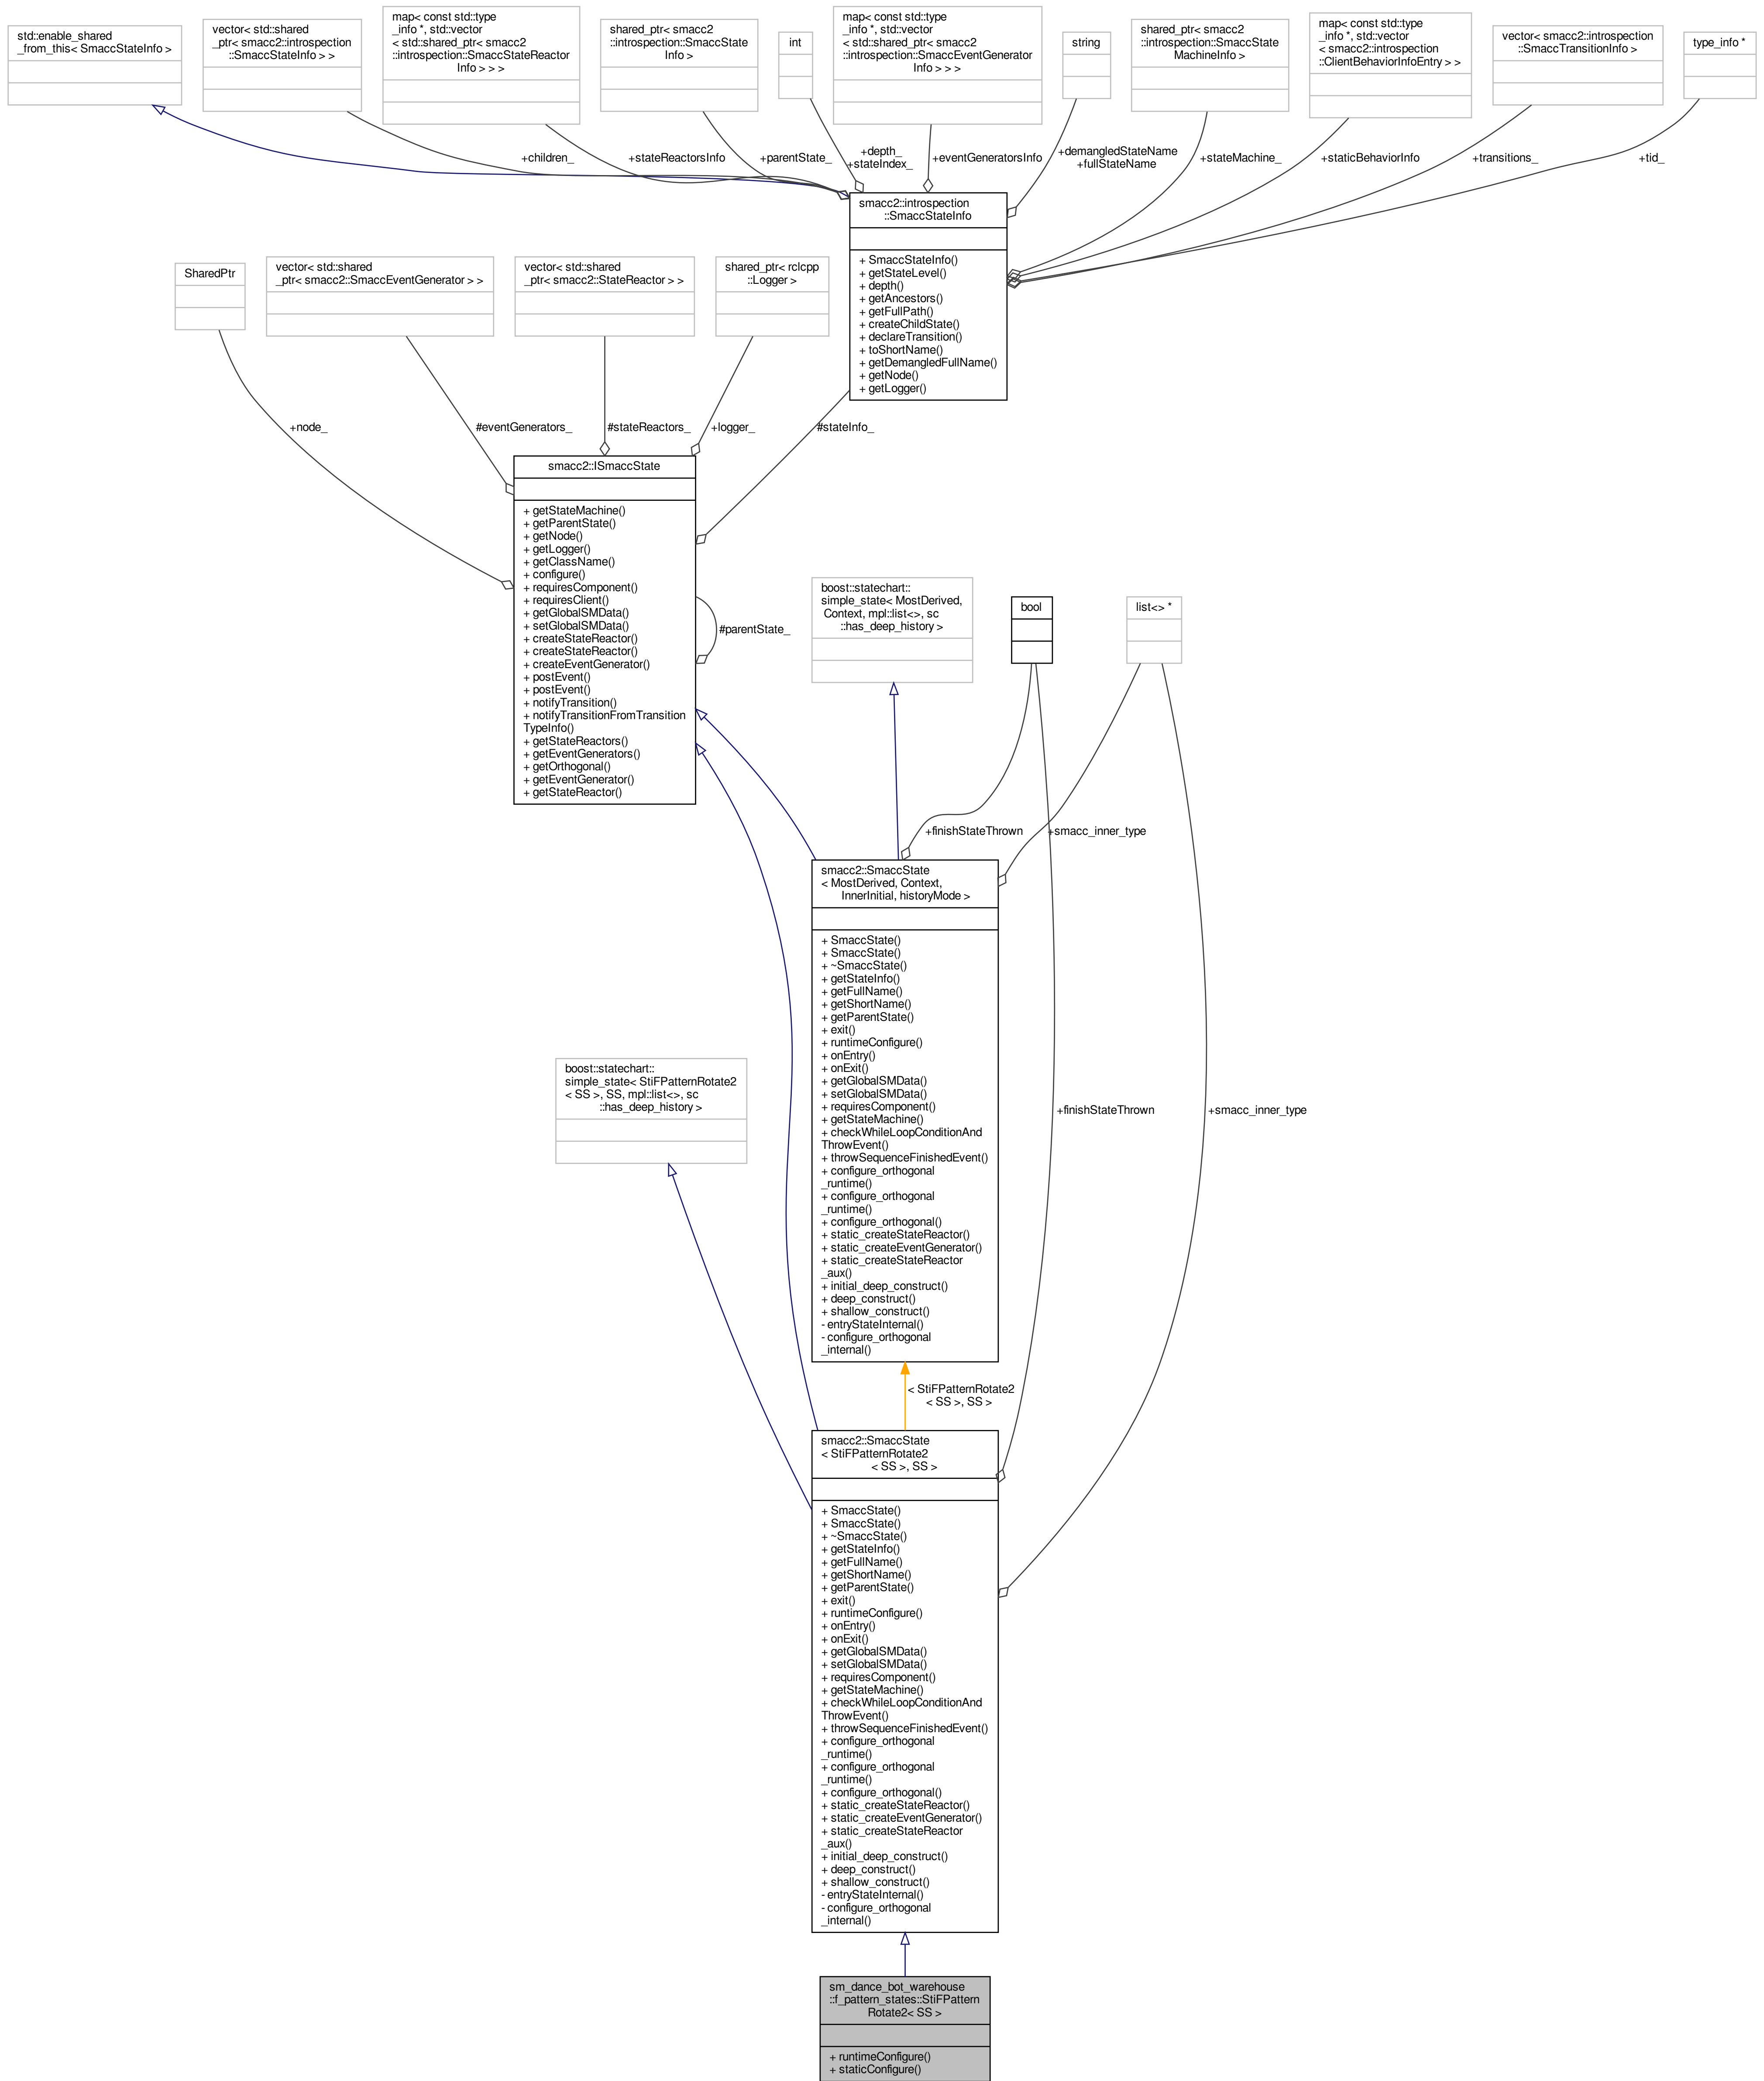 std::enable_shared
_from_this< SmaccStateInfo >
vector< std::shared
_ptr< smacc2::introspection
::SmaccStateInfo > >
map< const std::type
_info *, std::vector
< std::shared_ptr< smacc2
::introspection::SmaccStateReactor
Info > > >
shared_ptr< smacc2
::introspection::SmaccState
Info >
int
map< const std::type
_info *, std::vector
< std::shared_ptr< smacc2
::introspection::SmaccEventGenerator
Info > > >
string
shared_ptr< smacc2
::introspection::SmaccState
MachineInfo >
map< const std::type
_info *, std::vector
< smacc2::introspection
::ClientBehaviorInfoEntry > >
vector< smacc2::introspection
::SmaccTransitionInfo >
type_info *
+children_
+stateReactorsInfo
+parentState_
+depth_
+stateIndex_
+eventGeneratorsInfo
+demangledStateName
+fullStateName
+stateMachine_
+staticBehaviorInfo
+transitions_
+tid_
smacc2::introspection
::SmaccStateInfo
+ SmaccStateInfo()
+ getStateLevel()
+ depth()
+ getAncestors()
+ getFullPath()
+ createChildState()
+ declareTransition()
+ toShortName()
+ getDemangledFullName()
+ getNode()
+ getLogger()
SharedPtr
vector< std::shared
_ptr< smacc2::SmaccEventGenerator > >
vector< std::shared
_ptr< smacc2::StateReactor > >
shared_ptr< rclcpp
::Logger >
+node_
#eventGenerators_
#stateReactors_
+logger_
#stateInfo_
smacc2::ISmaccState
+ getStateMachine()
+ getParentState()
+ getNode()
+ getLogger()
+ getClassName()
+ configure()
+ requiresComponent()
+ requiresClient()
+ getGlobalSMData()
+ setGlobalSMData()
+ createStateReactor()
+ createStateReactor()
+ createEventGenerator()
+ postEvent()
+ postEvent()
+ notifyTransition()
+ notifyTransitionFromTransition
TypeInfo()
+ getStateReactors()
+ getEventGenerators()
+ getOrthogonal()
+ getEventGenerator()
+ getStateReactor()
#parentState_
boost::statechart::
simple_state< MostDerived,
Context, mpl::list<>, sc
::has_deep_history >
bool
list<> *
+finishStateThrown
+smacc_inner_type
smacc2::SmaccState
< MostDerived, Context,
InnerInitial, historyMode >
+ SmaccState()
+ SmaccState()
+ ~SmaccState()
+ getStateInfo()
+ getFullName()
+ getShortName()
+ getParentState()
+ exit()
+ runtimeConfigure()
+ onEntry()
+ onExit()
+ getGlobalSMData()
+ setGlobalSMData()
+ requiresComponent()
+ getStateMachine()
+ checkWhileLoopConditionAnd
ThrowEvent()
+ throwSequenceFinishedEvent()
+ configure_orthogonal
_runtime()
+ configure_orthogonal
_runtime()
+ configure_orthogonal()
+ static_createStateReactor()
+ static_createEventGenerator()
+ static_createStateReactor
_aux()
+ initial_deep_construct()
+ deep_construct()
+ shallow_construct()
- entryStateInternal()
- configure_orthogonal
_internal()
boost::statechart::
simple_state< StiFPatternRotate2
< SS >, SS, mpl::list<>, sc
::has_deep_history >
+finishStateThrown
+smacc_inner_type
< StiFPatternRotate2
< SS >, SS >
smacc2::SmaccState
< StiFPatternRotate2
< SS >, SS >
+ SmaccState()
+ SmaccState()
+ ~SmaccState()
+ getStateInfo()
+ getFullName()
+ getShortName()
+ getParentState()
+ exit()
+ runtimeConfigure()
+ onEntry()
+ onExit()
+ getGlobalSMData()
+ setGlobalSMData()
+ requiresComponent()
+ getStateMachine()
+ checkWhileLoopConditionAnd
ThrowEvent()
+ throwSequenceFinishedEvent()
+ configure_orthogonal
_runtime()
+ configure_orthogonal
_runtime()
+ configure_orthogonal()
+ static_createStateReactor()
+ static_createEventGenerator()
+ static_createStateReactor
_aux()
+ initial_deep_construct()
+ deep_construct()
+ shallow_construct()
- entryStateInternal()
- configure_orthogonal
_internal()
sm_dance_bot_warehouse
::f_pattern_states::StiFPattern
Rotate2< SS >
+ runtimeConfigure()
+ staticConfigure()